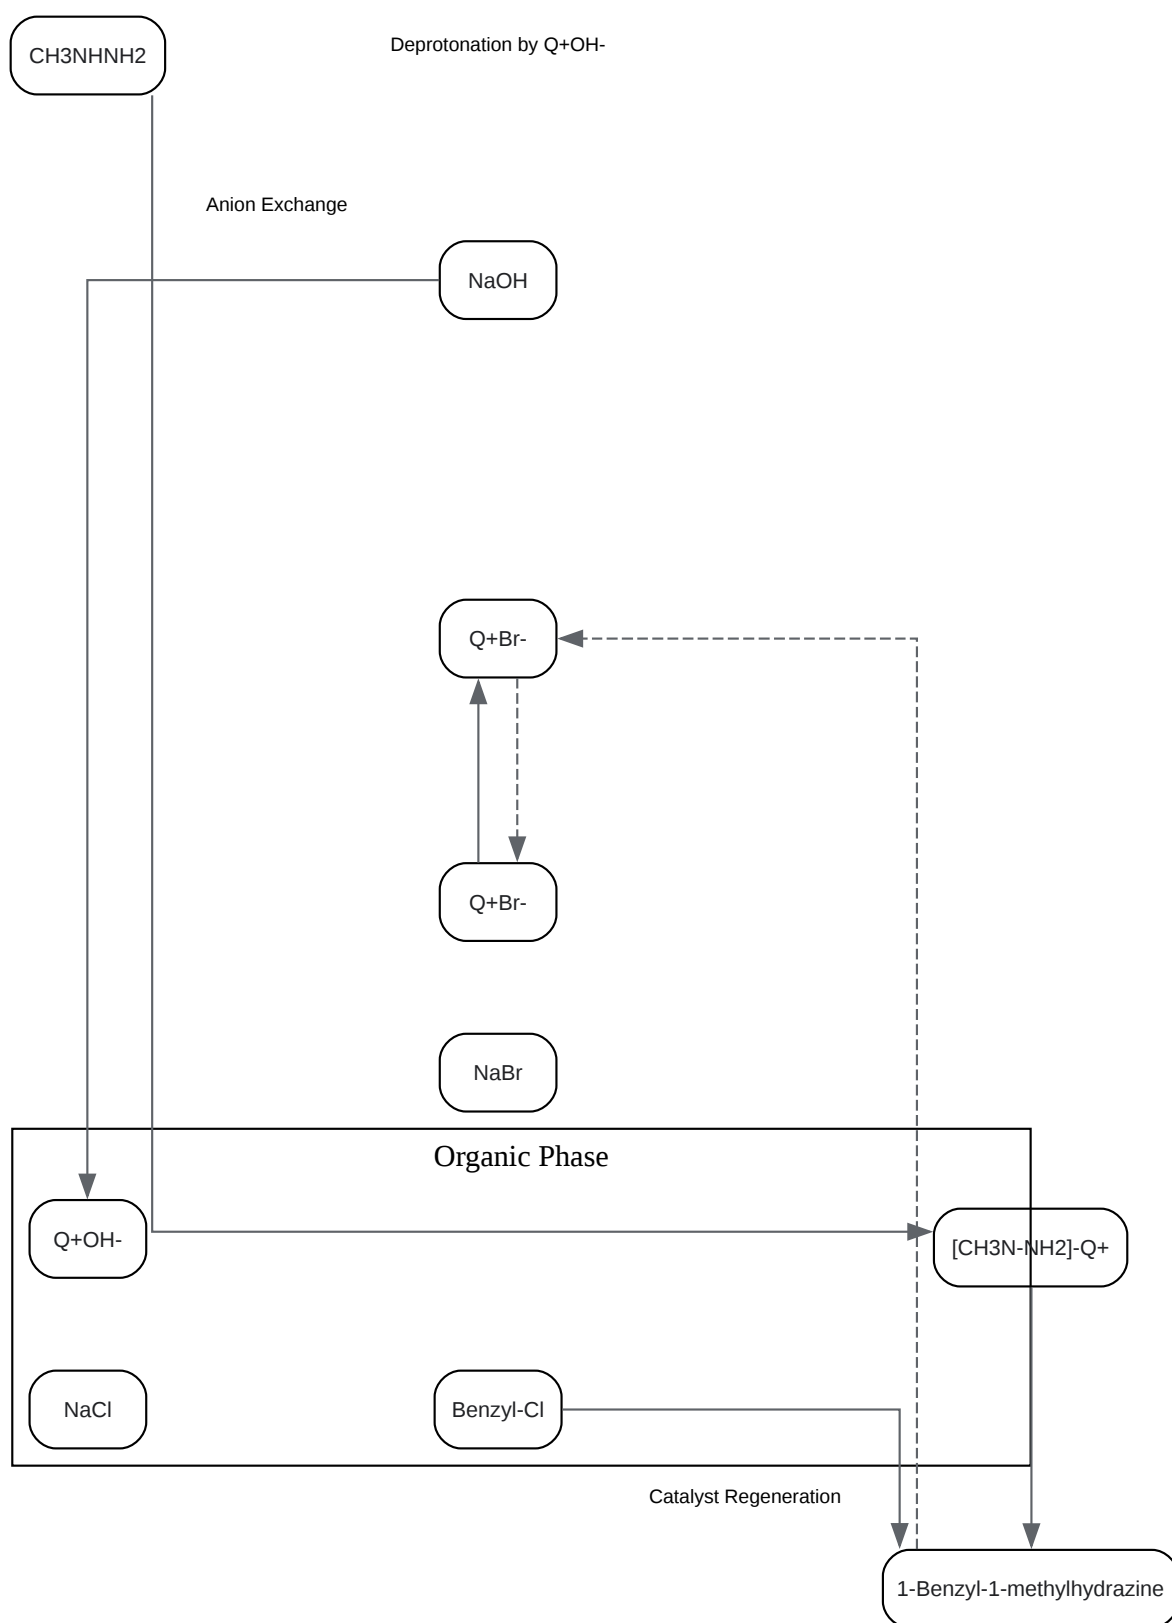 CH3NHNH2
Deprotonation by Q+OH-
Anion Exchange
NaOH
Q+Br-
Q+Br-
NaBr
Organic Phase
Q+OH-
[CH3N-NH2]-Q+
NaCl
Benzyl-Cl
Catalyst Regeneration
1-Benzyl-1-methylhydrazine